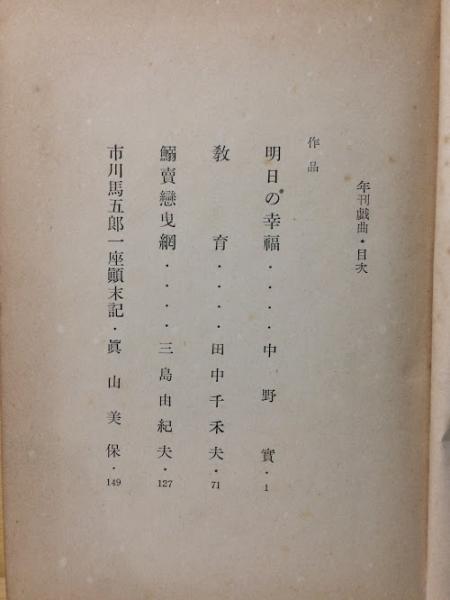 年刊戯曲・目次
作品
明日の幸福・・・・中野實・1
教育・・・・田中千禾夫・71
鰯賣戀曳網・・・・三島由紀夫・127
市川馬五郎一座顚末記・眞山美保・149